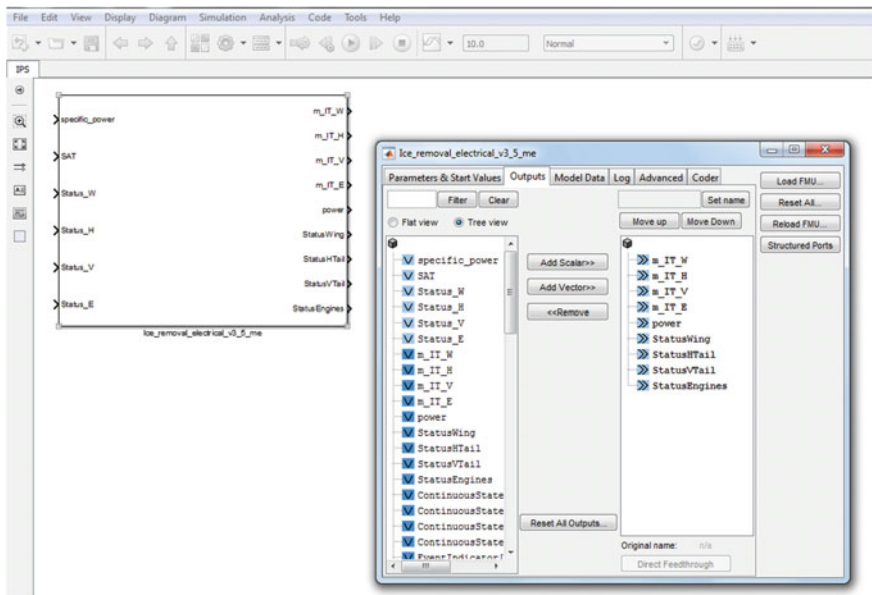 File Edit View Display Diagram Simulation Analysis Code Tools Help
10.0
Normal
IPS
specific_power
SAT
Status_W
Status_H
Status_V
Status_E
m_IT_W
m_IT_H
m_IT_V
m_IT_E
power
StatusWing
StatusHTail
StatusVTail
StatusEngines
Ice_removal_electrical_v3_5_me
Ice_removal_electrical_v3_5_me
Parameters & Start Values Outputs Model Data Log Advanced Coder
Filter Clear
Flat view Tree view
specific_power
SAT
Status_W
Status_H
Status_V
Status_E
m_IT_W
m_IT_H
m_IT_V
m_IT_E
power
StatusWing
StatusHTail
StatusVTail
StatusEngines
ContinuousState
ContinuousState
ContinuousState
ContinuousState
EventIndicator[
Add Scalar>>
Add Vector>>
<<Remove
Reset All Outputs...
Set name
Move up Move Down
m_IT_W
m_IT_H
m_IT_V
m_IT_E
power
StatusWing
StatusHTail
StatusVTail
StatusEngines
Original name: n/a
Direct Feedthrough
Load FMU...
Reset All...
Reload FMU...
Structured Ports